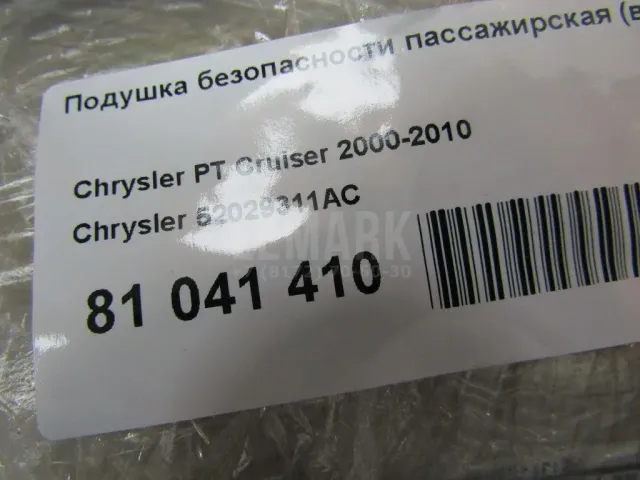 Подушка безопасности пассажирская (в
Chrysler PT Cruiser 2000-2010
Chrysler 52029311AC
81 041 410